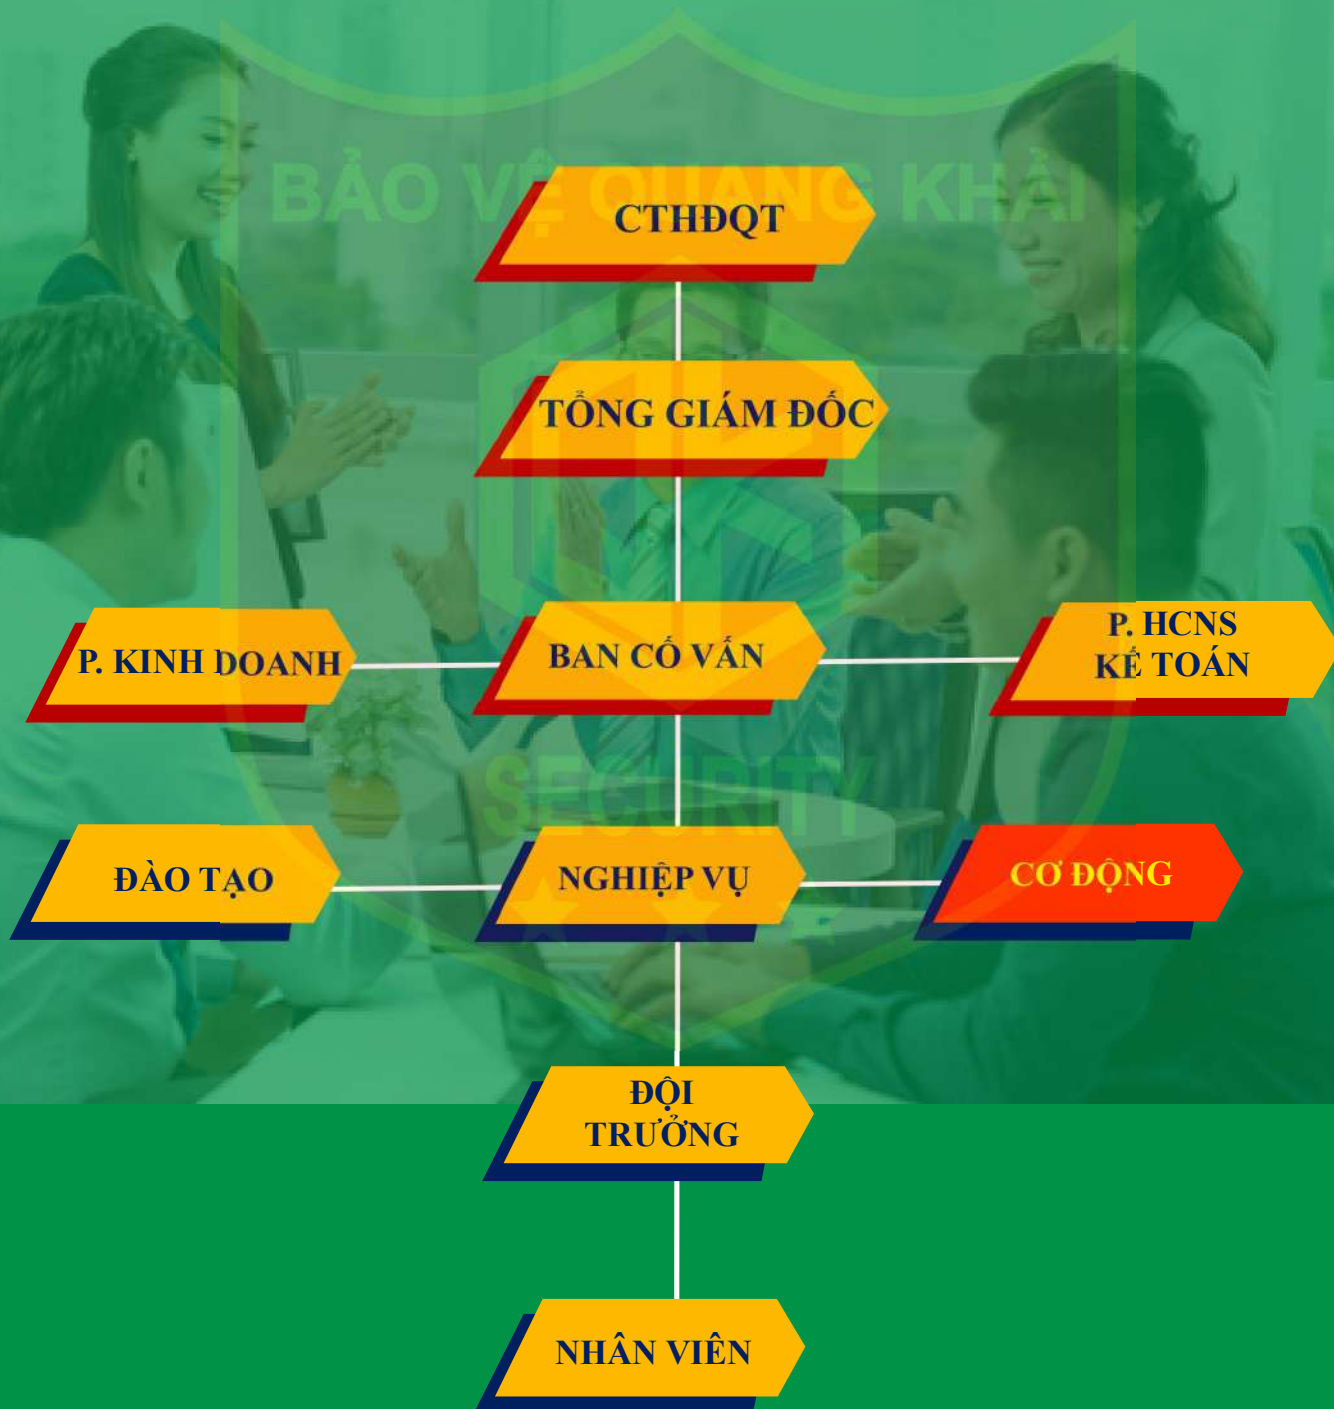 BẢO VỆ QUANG KHẢI
CTHĐQT
TỔNG GIÁM ĐỐC
P. KINH DOANH
BAN CỐ VẤN
P. HCNS
KẾ TOÁN
SECURITY
ĐÀO TẠO
NGHIỆP VỤ
CƠ ĐỘNG
ĐỘI
TRƯỞNG
NHÂN VIÊN